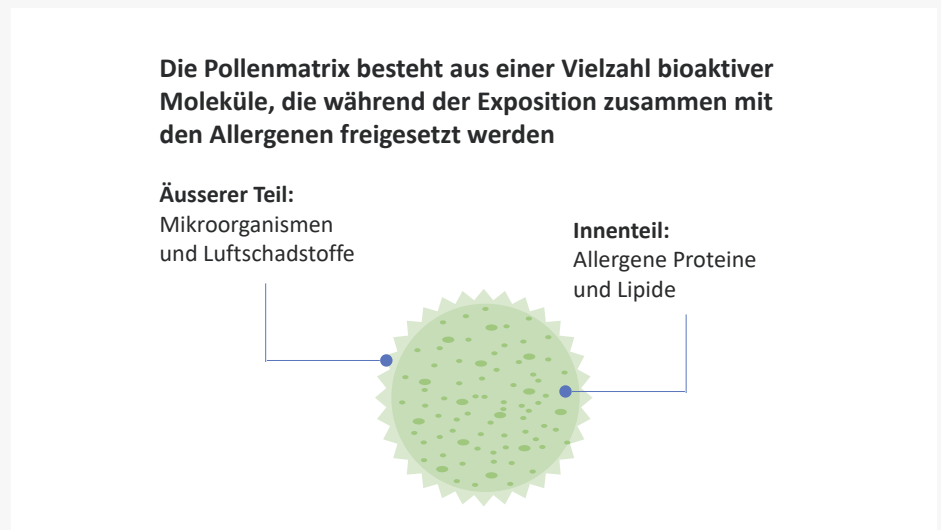 Die Pollenmatrix besteht aus einer Vielzahl bioaktiver
Moleküle, die während der Exposition zusammen mit
den Allergenen freigesetzt werden
Äusserer Teil:
Mikroorganismen
und Luftschadstoffe
Innenteil:
Allergene Proteine
und Lipide